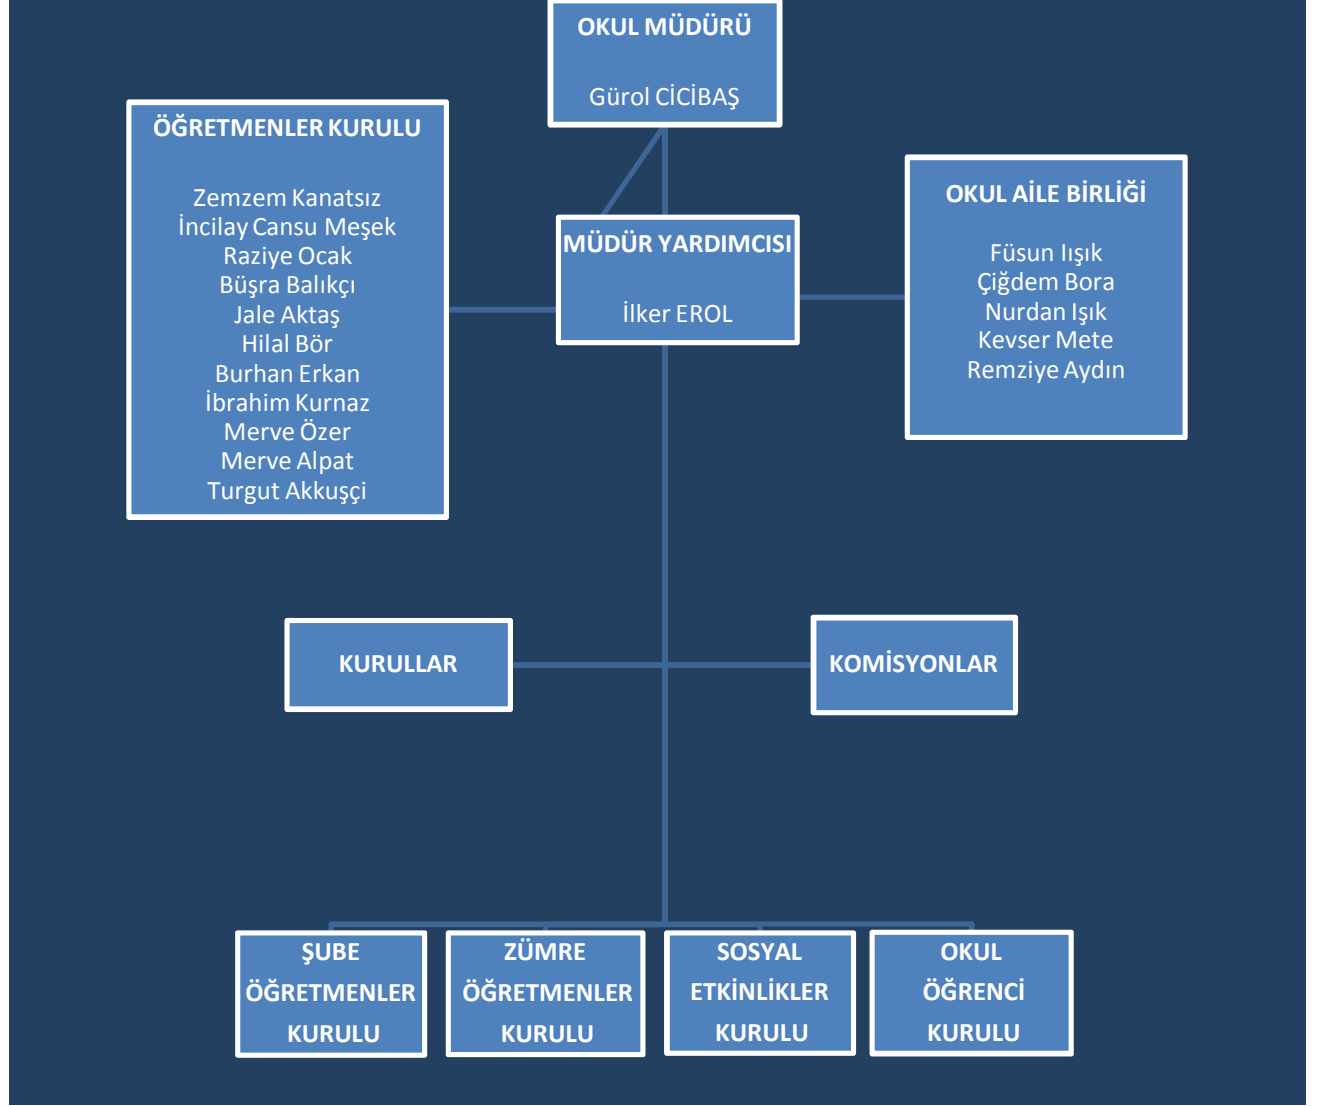 OKUL MÜDÜRÜ
Gürol CİCİBAŞ
ÖĞRETMENLER KURULU
Zemzem Kanatsız
İncilay Cansu Meşek
Raziye Ocak
Büşra Balıkçı
Jale Aktaş
Hilal Bör
Burhan Erkan
İbrahim Kurnaz
Merve Özer
Merve Alpat
Turgut Akkuşçi
MÜDÜR YARDIMCISI
İlker EROL
OKUL AİLE BİRLİĞİ
Füsun Iışık
Çiğdem Bora
Nurdan Işık
Kevser Mete
Remziye Aydın
KURULLAR
KOMİSYONLAR
ŞUBE
ÖĞRETMENLER
KURULU
ZÜMRE
ÖĞRETMENLER
KURULU
SOSYAL
ETKİNLİKLER
KURULU
OKUL
ÖĞRENCİ
KURULU